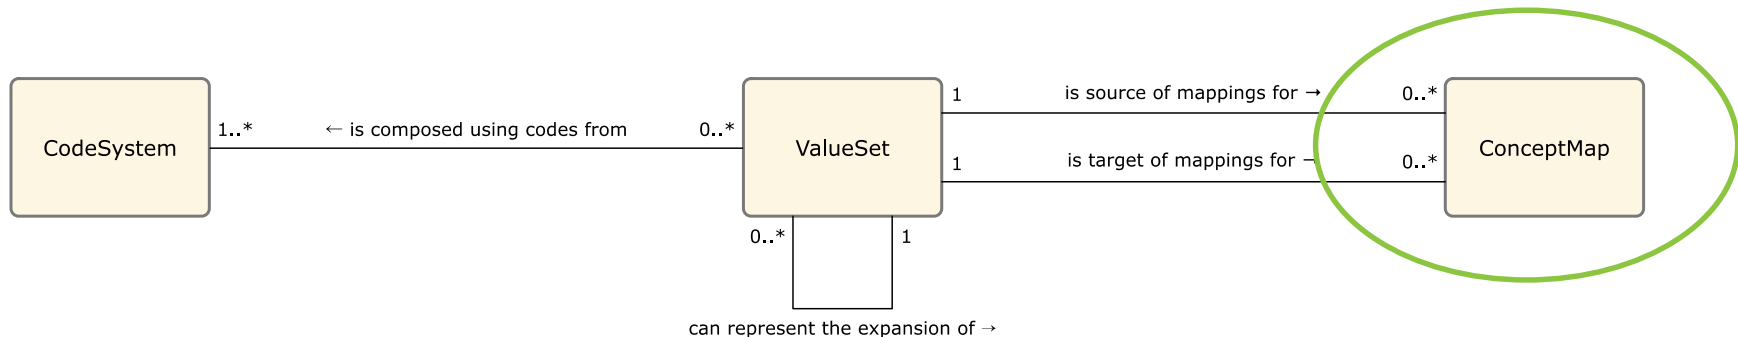 1 is source of mappings for → 0..*
CodeSystem 1..* ← is composed using codes from 0..* ValueSet ConceptMap
1 is target of mappings for → 0..*
0..* 1
can represent the expansion of →